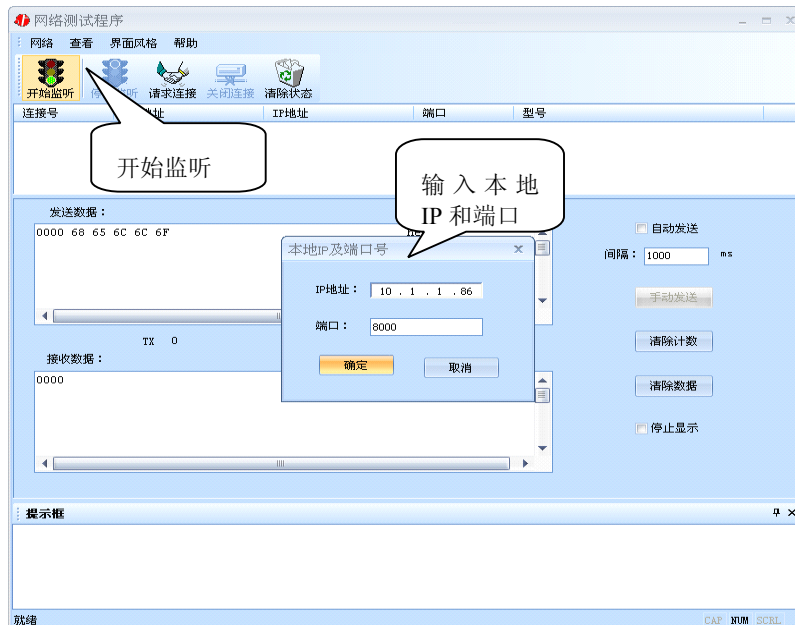 网络测试程序
网络 查看 界面风格 帮助
开始监听 请求连接 关闭连接 清除状态
连接号 IP地址 端口 型号
开始监听
输入本地
IP和端口
发送数据：
0000 68 65 6C 6C 6F
自动发送
间隔： 1000 ms
本地IP及端口号
IP地址： 10 . 1 . 1 . 86
端口： 8000
确定 取消
手动发送
TX 0
清除计数
接收数据：
0000
清除数据
停止显示
提示框
就绪
CAP NUM SCRL